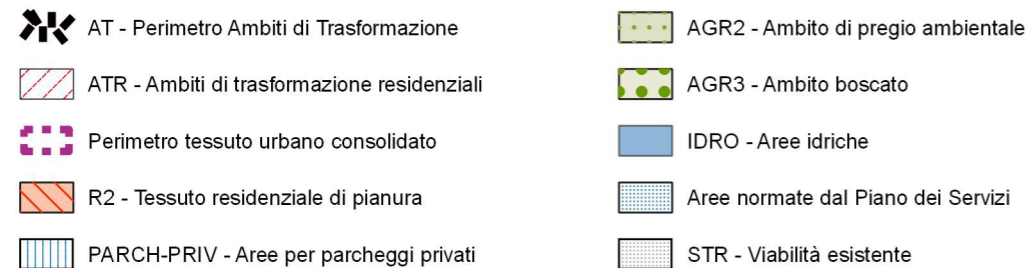 AT - Perimetro Ambiti di Trasformazione
ATR - Ambiti di trasformazione residenziali
Perimetro tessuto urbano consolidato
R2 - Tessuto residenziale di pianura
PARCH-PRIV - Aree per parcheggi privati
AGR2 - Ambito di pregio ambientale
AGR3 - Ambito boscato
IDRO - Aree idriche
Aree normate dal Piano dei Servizi
STR - Viabilità esistente